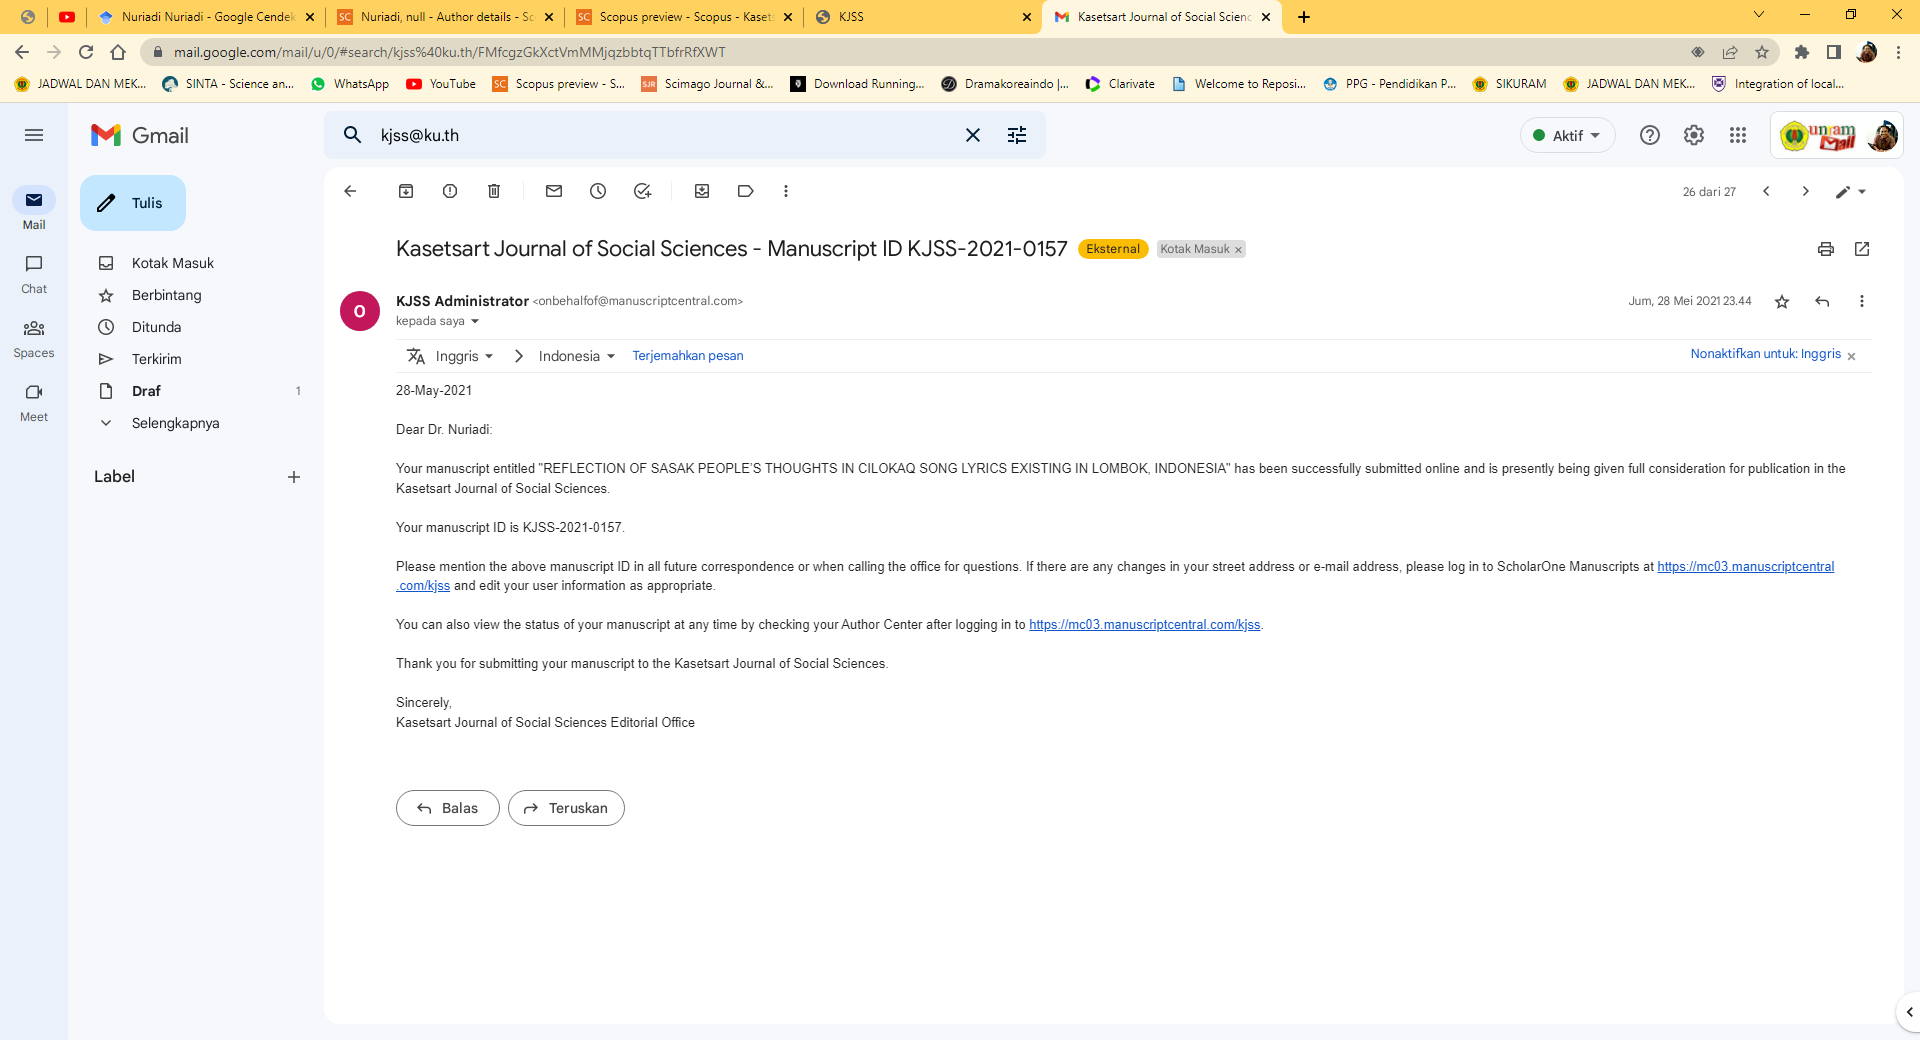 Nuriadi Nuriadi - Google Cendek
Nuriadi, null - Author details - Sc
Scopus preview - Scopus - Kaset
KJSS
Kasetsart Journal of Social Scienc
mail.google.com/mail/u/0/#search/kjss%40ku.th/FMfcgzGkXctVmMMjqzbbtqTTbfrRfXWT
JADWAL DAN MEK...
SINTA - Science an...
WhatsApp
YouTube
Scopus preview - S...
Scimago Journal &...
Download Running...
Dramakoreaindo |...
Clarivate
Welcome to Reposi...
PPG - Pendidikan P...
SIKURAM
JADWAL DAN MEK...
Integration of local...
Gmail
kjss@ku.th
Aktif
unram
Mail
Mail
Chat
Spaces
Meet
Tulis
Kotak Masuk
Berbintang
Ditunda
Terkirim
Draf 1
Selengkapnya
Label
26 dari 27
Kasetsart Journal of Social Sciences - Manuscript ID KJSS-2021-0157 Eksternal Kotak Masuk
O
KJSS Administrator <onbehalfof@manuscriptcentral.com>
Jum, 28 Mei 2021 23.44
kepada saya
Inggris > Indonesia Terjemahkan pesan
Nonaktifkan untuk: Inggris
28-May-2021
Dear Dr. Nuriadi:
Your manuscript entitled "REFLECTION OF SASAK PEOPLE'S THOUGHTS IN CILOKAQ SONG LYRICS EXISTING IN LOMBOK, INDONESIA" has been successfully submitted online and is presently being given full consideration for publication in the
Kasetsart Journal of Social Sciences.
Your manuscript ID is KJSS-2021-0157.
Please mention the above manuscript ID in all future correspondence or when calling the office for questions. If there are any changes in your street address or e-mail address, please log in to ScholarOne Manuscripts at https://mc03.manuscriptcentral
.com/kjss and edit your user information as appropriate.
You can also view the status of your manuscript at any time by checking your Author Center after logging in to https://mc03.manuscriptcentral.com/kjss.
Thank you for submitting your manuscript to the Kasetsart Journal of Social Sciences.
Sincerely,
Kasetsart Journal of Social Sciences Editorial Office
Balas
Teruskan